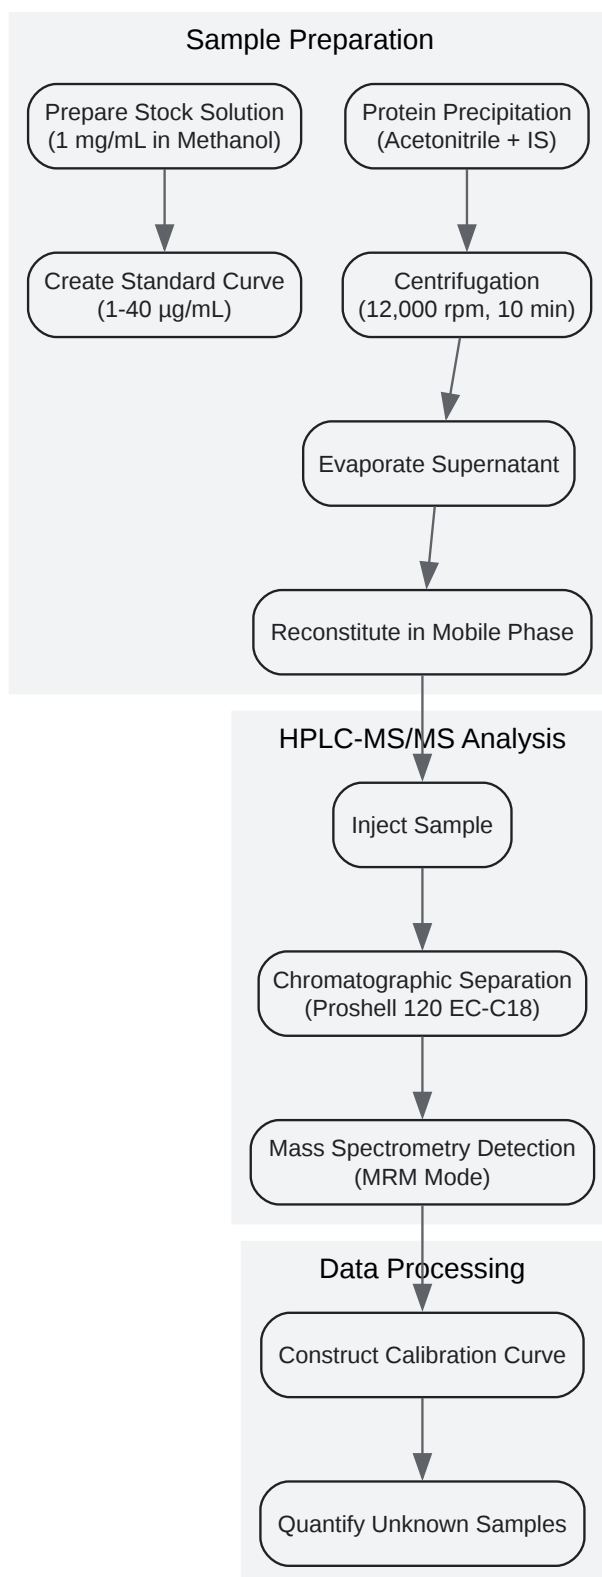 Sample Preparation
Prepare Stock Solution
(1 mg/mL in Methanol)
Protein Precipitation
(Acetonitrile + IS)
Create Standard Curve
(1-40 µg/mL)
Centrifugation
(12,000 rpm, 10 min)
Evaporate Supernatant
Reconstitute in Mobile Phase
HPLC-MS/MS Analysis
Inject Sample
Chromatographic Separation
(Proshell 120 EC-C18)
Mass Spectrometry Detection
(MRM Mode)
Data Processing
Construct Calibration Curve
Quantify Unknown Samples